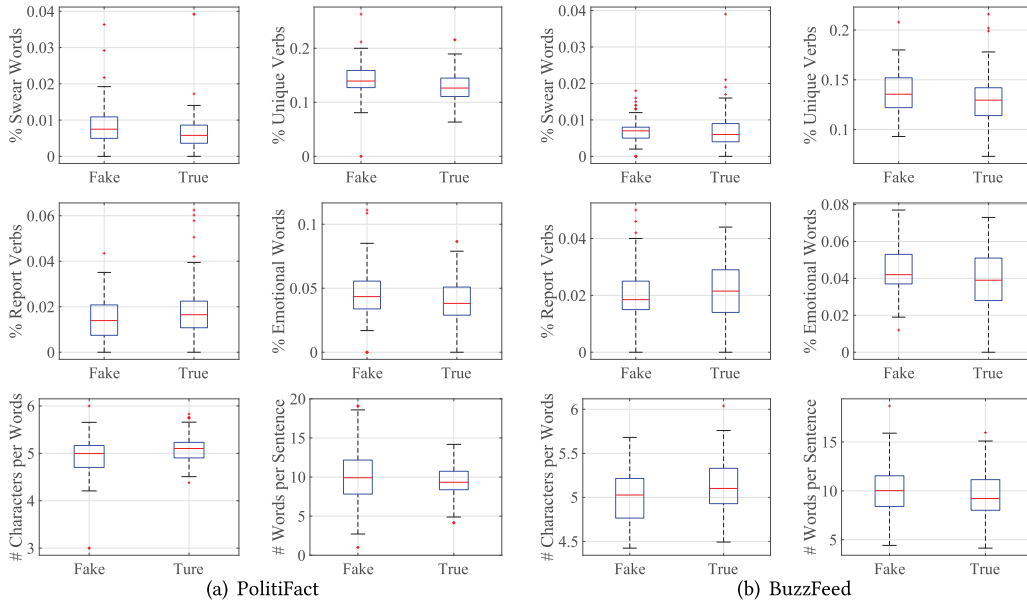 % Swear Words
0.04
0.03
0.02
0.01
0
Fake
True
% Unique Verbs
0.2
0.1
0
Fake
True
% Swear Words
0.04
0.03
0.02
0.01
0
Fake
True
% Unique Verbs
0.2
0.15
0.1
Fake
True
% Report Verbs
0.06
0.04
0.02
0
Fake
True
% Emotional Words
0.1
0.05
0
Fake
True
% Report Verbs
0.04
0.02
0
Fake
True
% Emotional Words
0.08
0.06
0.04
0.02
0
Fake
True
# Characters per Words
6
5
4
3
Fake
Ture
# Words per Sentence
20
15
10
5
0
Fake
True
# Characters per Words
6
5.5
5
4.5
Fake
True
# Words per Sentence
15
10
5
Fake
True
(a) PolitiFact
(b) BuzzFeed